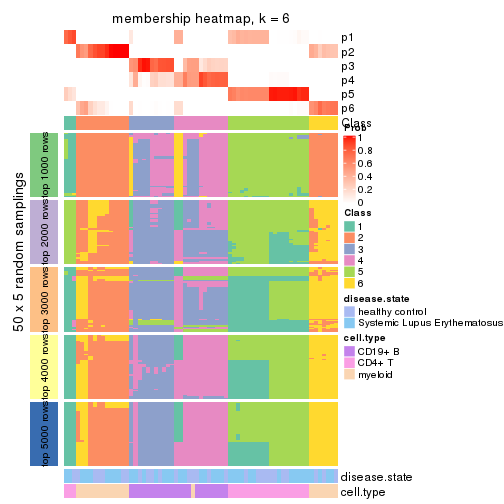 membership heatmap, k = 6
p1
p2
p3
p4
p5
p6
Class
Prob
1
0.8
0.6
0.4
0.2
0
Class
1
2
3
4
5
6
disease.state
healthy control
Systemic Lupus Erythematosus
cell.type
CD19+ B
CD4+ T
myeloid
50 x 5 random samplings
top 1000 rows
top 2000 rows
top 3000 rows
top 4000 rows
top 5000 rows
disease.state
cell.type